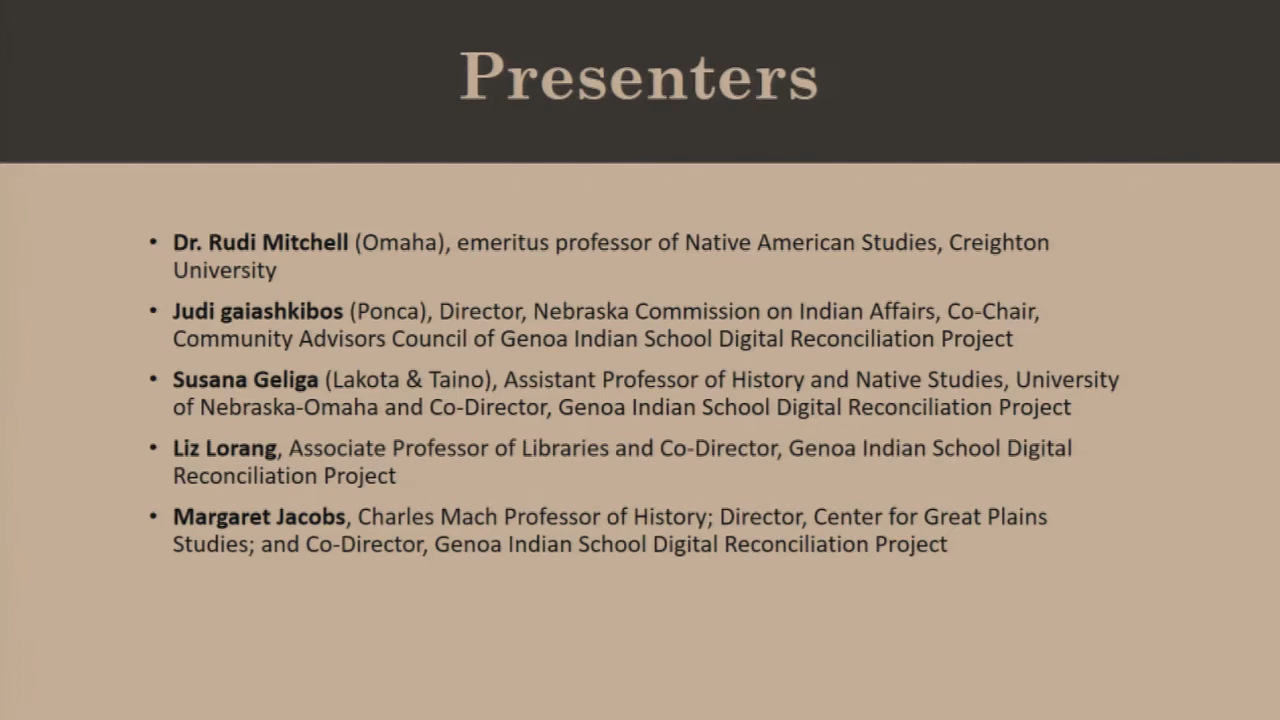 Presenters
• Dr. Rudi Mitchell (Omaha), emeritus professor of Native American Studies, Creighton
University
• Judi gaiashkibos (Ponca), Director, Nebraska Commission on Indian Affairs, Co-Chair,
Community Advisors Council of Genoa Indian School Digital Reconciliation Project
• Susana Geliga (Lakota & Taino), Assistant Professor of History and Native Studies, University
of Nebraska-Omaha and Co-Director, Genoa Indian School Digital Reconciliation Project
• Liz Lorang, Associate Professor of Libraries and Co-Director, Genoa Indian School Digital
Reconciliation Project
• Margaret Jacobs, Charles Mach Professor of History; Director, Center for Great Plains
Studies; and Co-Director, Genoa Indian School Digital Reconciliation Project